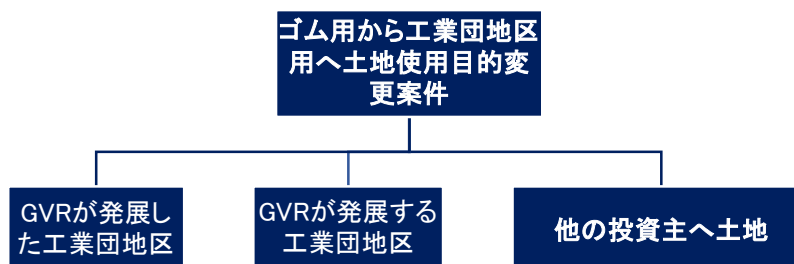 ゴム用から工業団地区
用へ土地使用目的変
更案件
GVRが発展し
た工業団地区
GVRが発展する
工業団地区
他の投資主へ土地